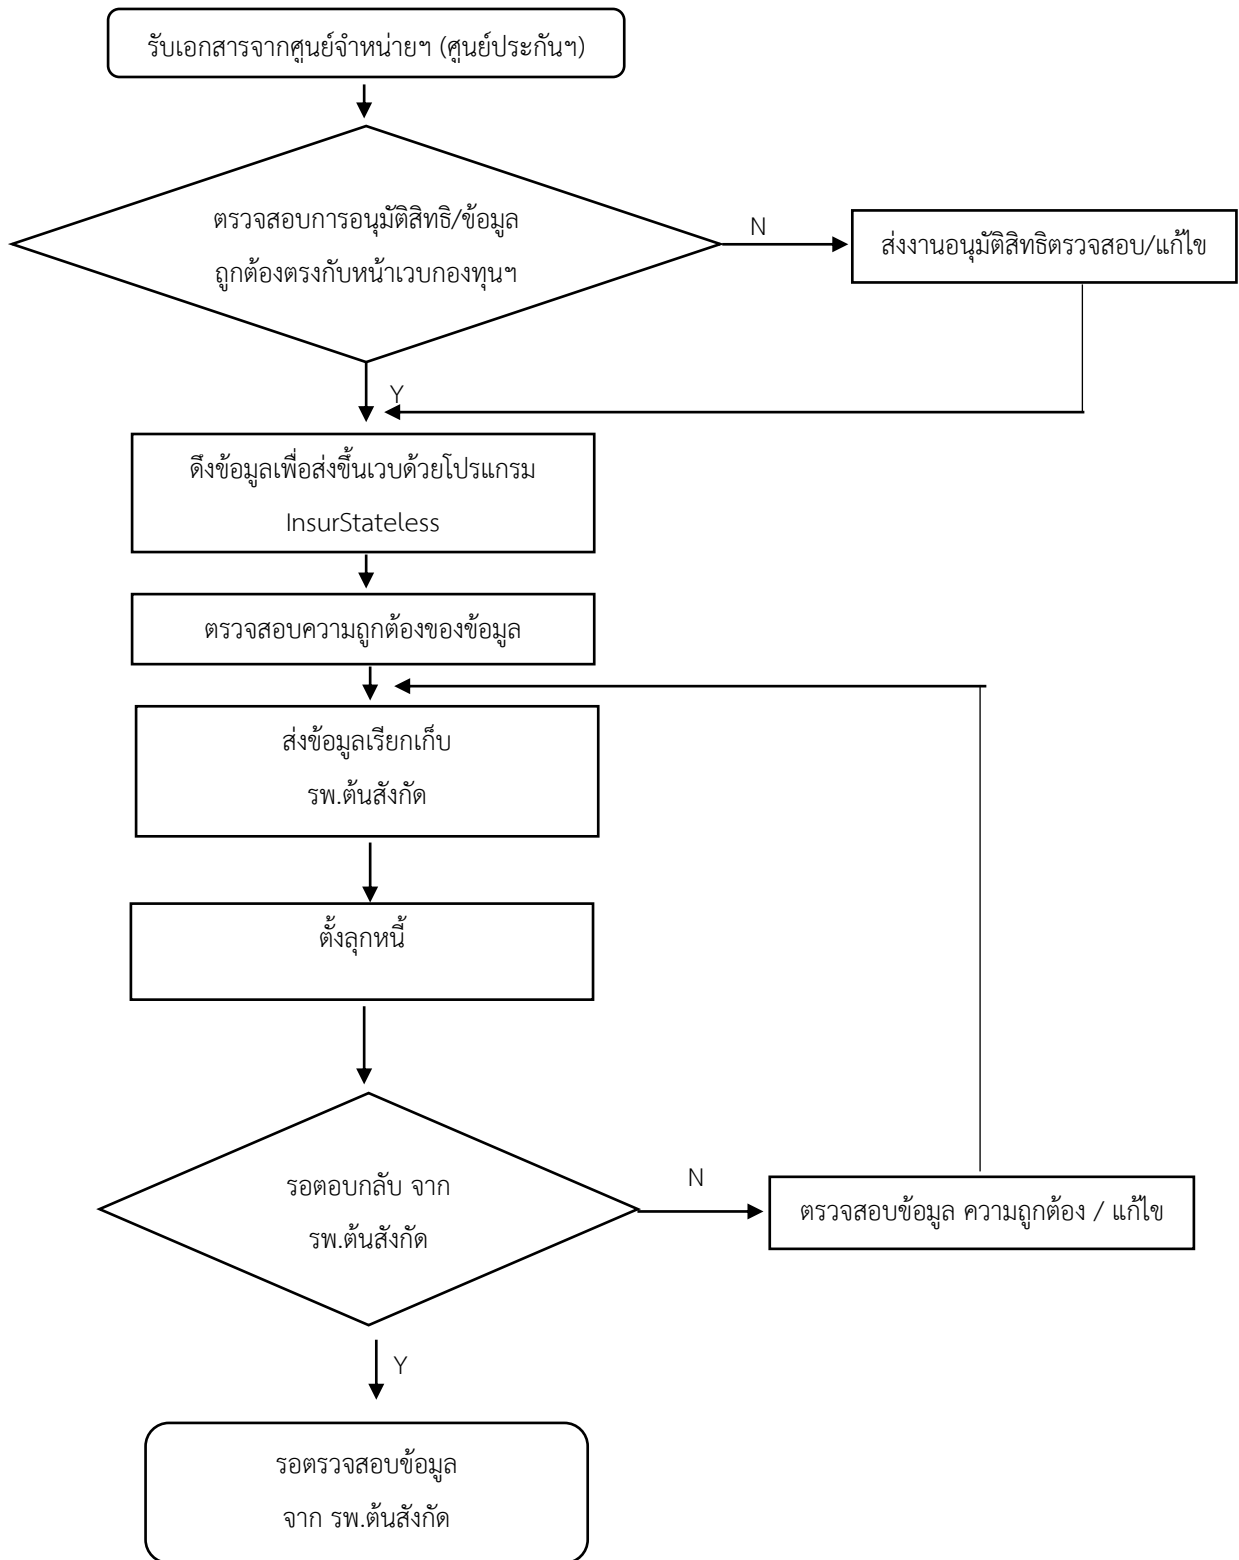 รับเอกสารจากศูนย์จำหน่ายฯ (ศูนย์ประกันฯ)
ตรวจสอบการอนุมัติสิทธิ/ข้อมูล
ถูกต้องตรงกับหน้าเวบกองทุนฯ
N
ส่งงานอนุมัติสิทธิตรวจสอบ/แก้ไข
Y
ดึงข้อมูลเพื่อส่งขึ้นเวบด้วยโปรแกรม
InsurStateless
ตรวจสอบความถูกต้องของข้อมูล
ส่งข้อมูลเรียกเก็บ
รพ.ต้นสังกัด
ตั้งลุกหนี้
รอตอบกลับ จาก
รพ.ต้นสังกัด
N
ตรวจสอบข้อมูล ความถูกต้อง / แก้ไข
Y
รอตรวจสอบข้อมูล
จาก รพ.ต้นสังกัด